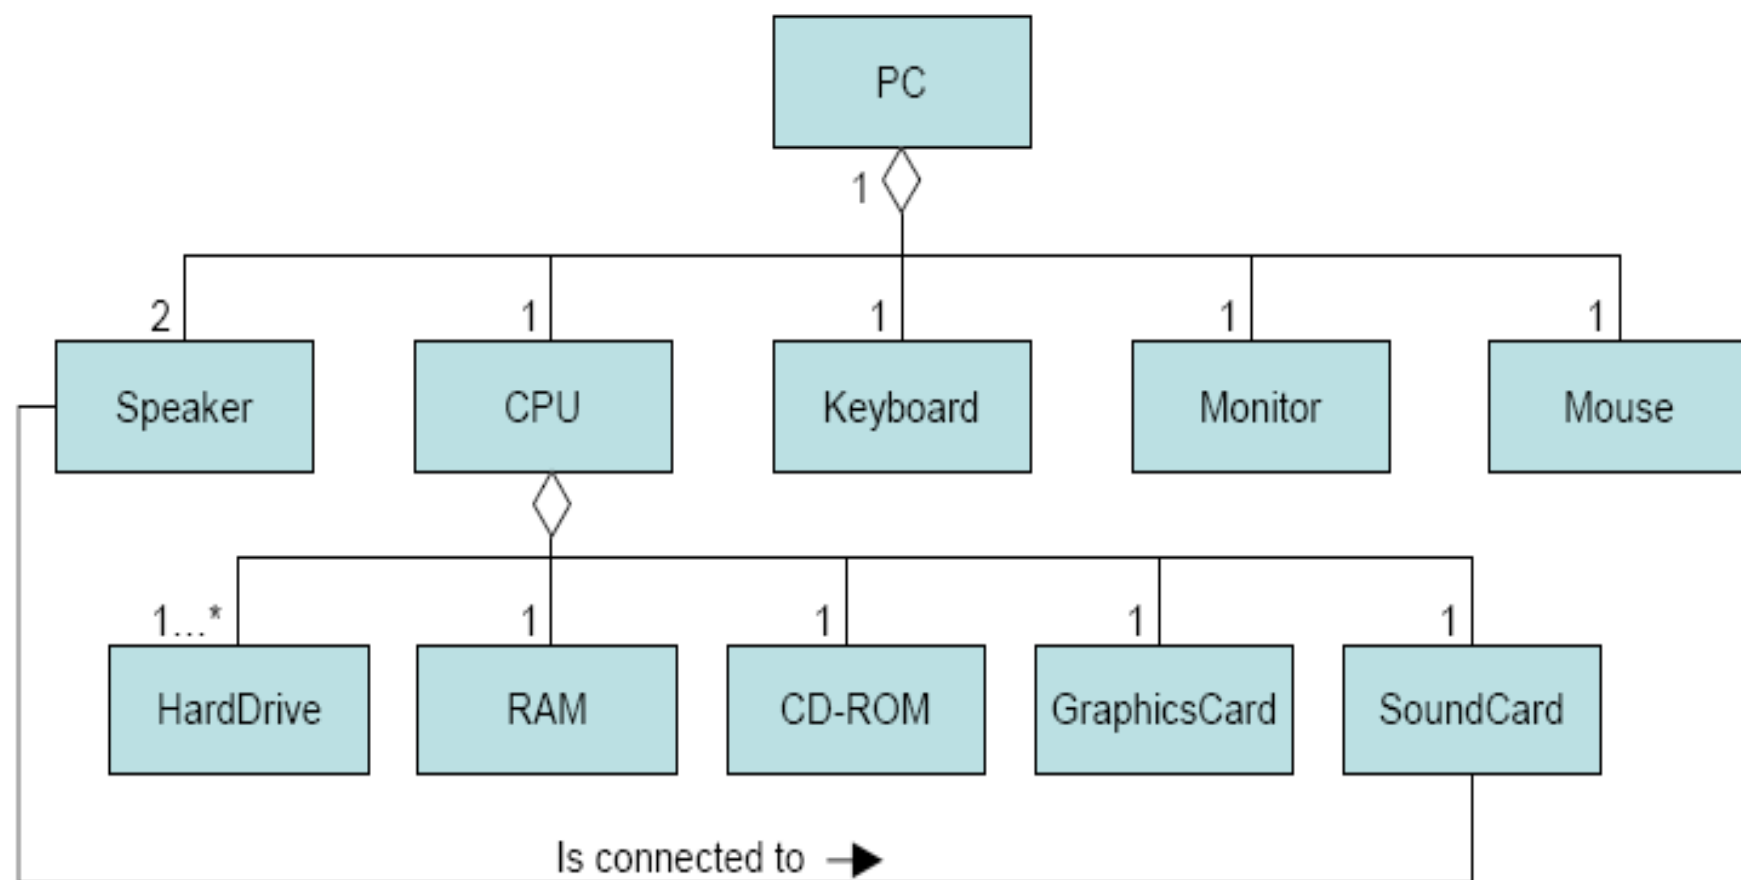 PC
1
2
1
1
1
1
Speaker
CPU
Keyboard
Monitor
Mouse
1...*
1
1
1
1
HardDrive
RAM
CD-ROM
GraphicsCard
SoundCard
Is connected to